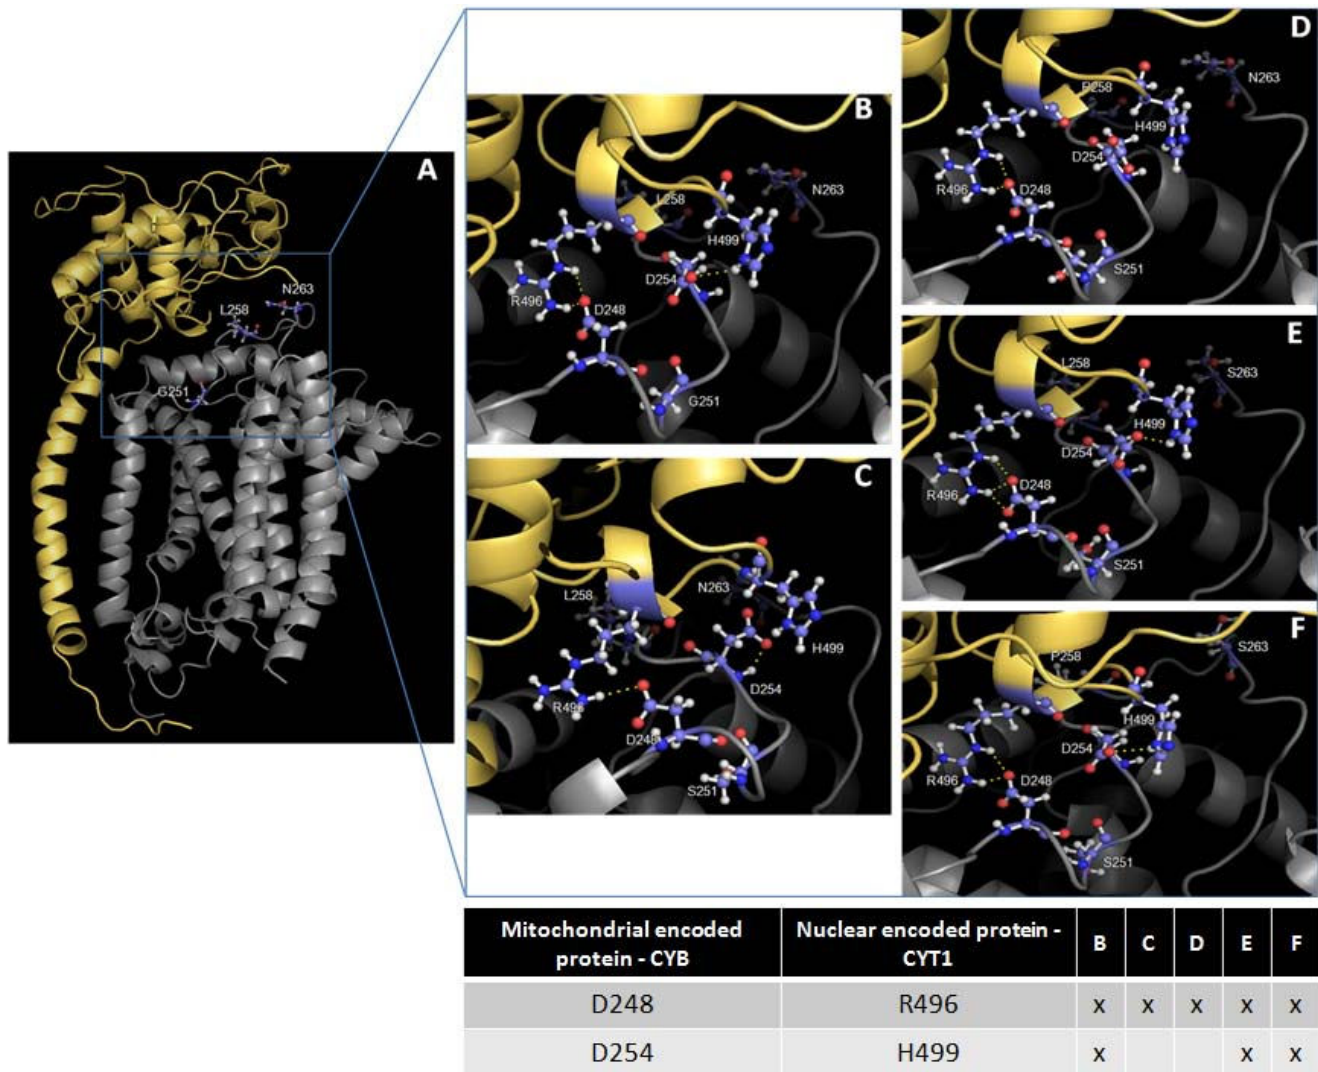 A
N263
L258
G251
B
L258
N263
H499
D254
R496
D248
G251
C
L258
N263
H499
D254
R496
D248
S251
D
N263
P258
H499
D254
R496
D248
S251
E
L258
S263
H499
D254
D248
R496
S251
F
P258
S263
H499
D254
R496
D248
S251
Mitochondrial encoded protein - CYB
Nuclear encoded protein - CYT1
B C D E F
D248 R496 x x x x x
D254 H499 x x x